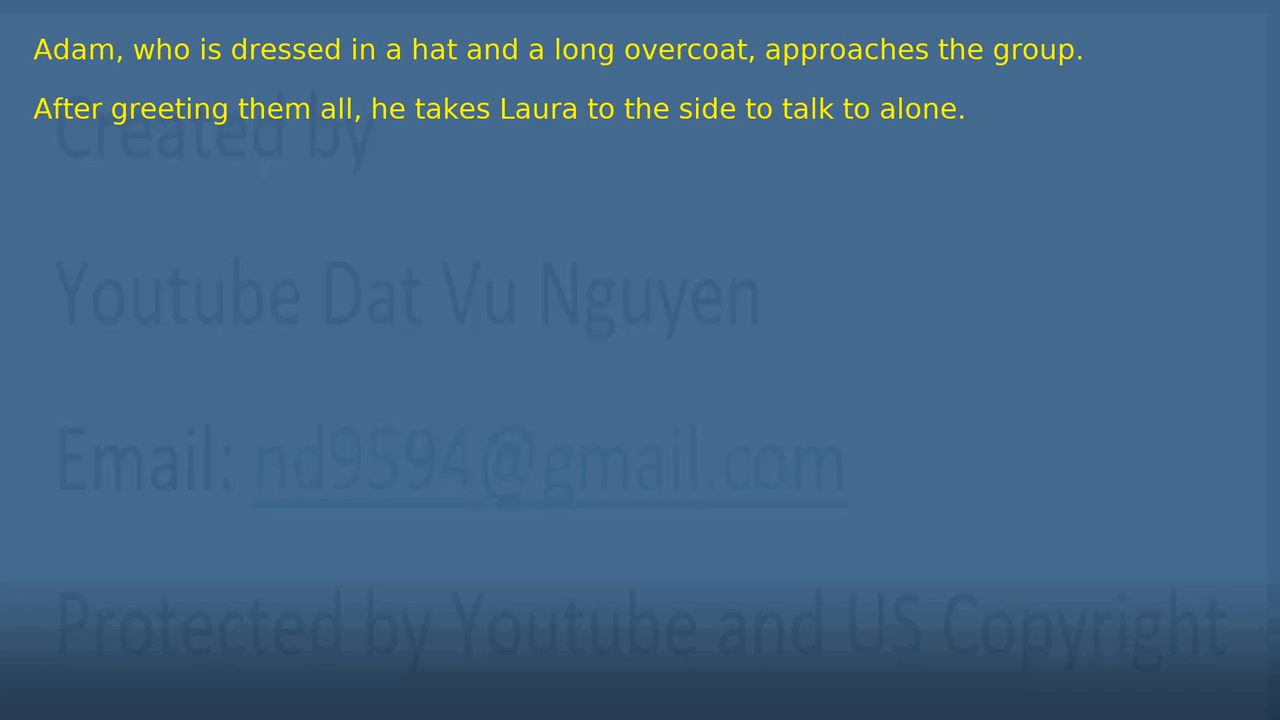 Adam, who is dressed in a hat and a long overcoat, approaches the group.
After greeting them all, he takes Laura to the side to talk to alone.
Created by
Youtube Dat Vu Nguyen
Email: nd9594@gmail.com
Protected by Youtube and US Copyright